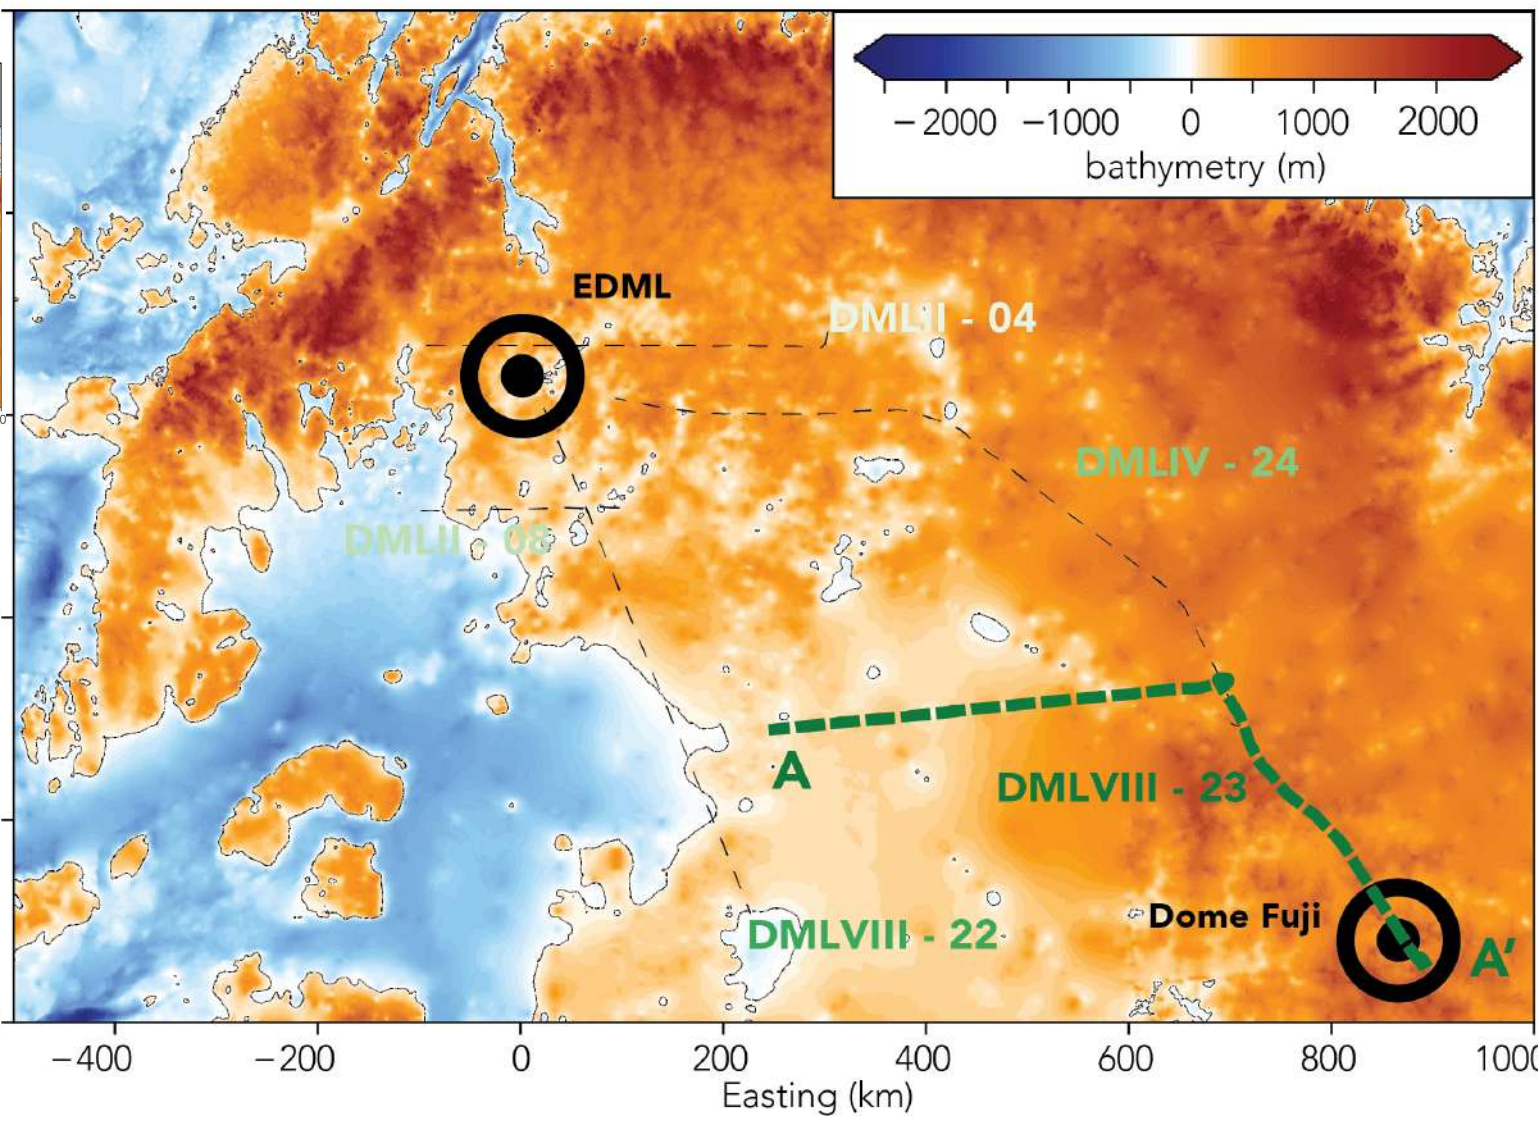 −2000 −1000 0 1000 2000
bathymetry (m)
EDML
DMLII - 04
DMLIV - 24
DMLII - 08
A
DMLVIII - 23
Dome Fuji
A′
DMLVIII - 22
−400 −200 0 200 400 600 800 1000
Easting (km)